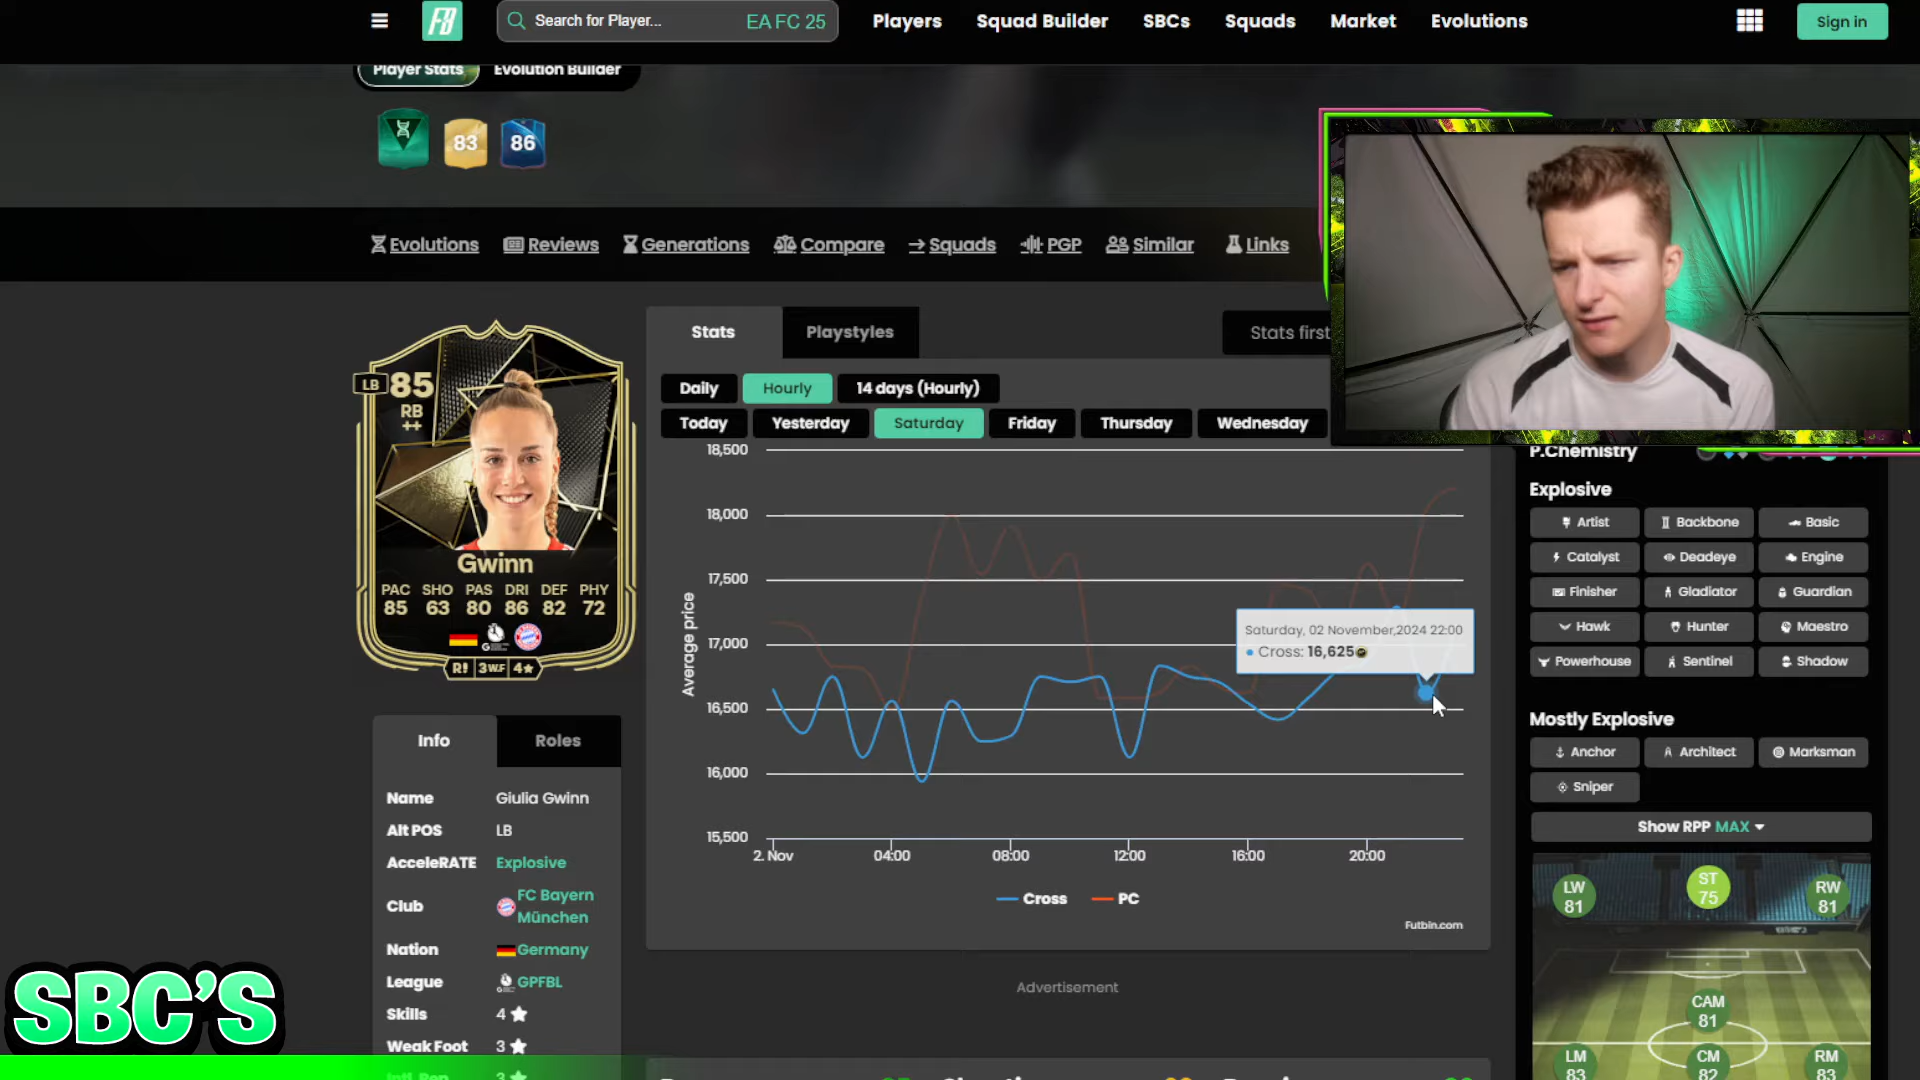 Search for Player...
EA FC 25
Players
Squad Builder
SBCs
Squads
Market
Evolutions
Sign in
Player Stats
Evolution Builder
83
86
Evolutions
Reviews
Generations
Compare
Squads
PGP
Similar
Links
LB
85
RB
++
Gwinn
PAC SHO PAS DRI DEF PHY
85 63 80 86 82 72
R! 3W.F 4★
Stats
Playstyles
Stats first
Daily
Hourly
14 days (Hourly)
Today
Yesterday
Saturday
Friday
Thursday
Wednesday
18,500
18,000
17,500
17,000
16,500
16,000
15,500
Average price
Saturday, 02 November,2024 22:00
Cross: 16,625
2. Nov
04:00
08:00
12:00
16:00
20:00
Cross
PC
Futbin.com
Advertisement
Info
Roles
Name Giulia Gwinn
Alt POS LB
AcceleRATE Explosive
Club FC Bayern
München
Nation Germany
League GPFBL
Skills 4★
Weak Foot 3★
P.Chemistry
Explosive
Artist
Backbone
Basic
Catalyst
Deadeye
Engine
Finisher
Gladiator
Guardian
Hawk
Hunter
Maestro
Powerhouse
Sentinel
Shadow
Mostly Explosive
Anchor
Architect
Marksman
Sniper
Show RPP MAX
LW
81
ST
75
RW
81
CAM
81
LM
83
CM
82
RM
83
SBC'S